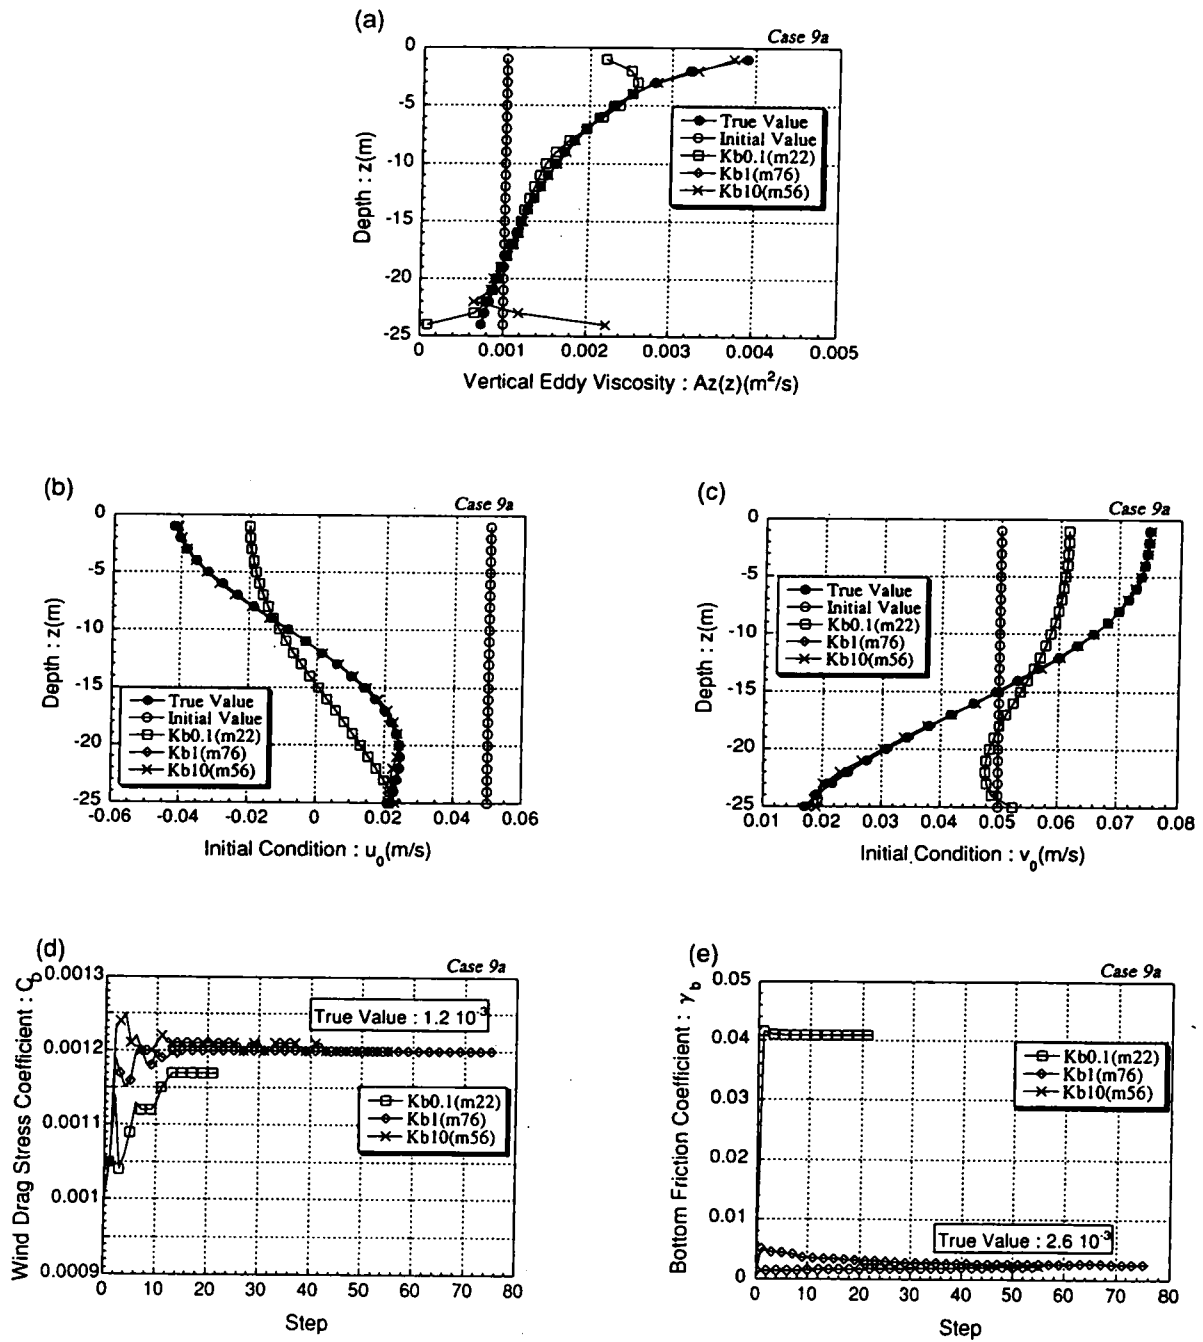 (a)
Case 9a
0
-5
-10
-15
-20
-25
Depth : z(m)
True Value
Initial Value
Kb0.1(m22)
Kb1(m76)
Kb10(m56)
0 0.001 0.002 0.003 0.004 0.005
Vertical Eddy Viscosity : Az(z)(m²/s)
(b)
Case 9a
0
-5
-10
-15
-20
-25
Depth : z(m)
True Value
Initial Value
Kb0.1(m22)
Kb1(m76)
Kb10(m56)
-0.06 -0.04 -0.02 0 0.02 0.04 0.06
Initial Condition : u₀(m/s)
(c)
Case 9a
0
-5
-10
-15
-20
-25
Depth : z(m)
True Value
Initial Value
Kb0.1(m22)
Kb1(m76)
Kb10(m56)
0.01 0.02 0.03 0.04 0.05 0.06 0.07 0.08
Initial Condition : v₀(m/s)
(d)
Case 9a
0.0013
0.0012
0.0011
0.001
0.0009
Wind Drag Stress Coefficient : C_D
True Value : 1.2 10⁻³
Kb0.1(m22)
Kb1(m76)
Kb10(m56)
0 10 20 30 40 50 60 70 80
Step
(e)
Case 9a
0.05
0.04
0.03
0.02
0.01
0
Bottom Friction Coefficient : γ_b
Kb0.1(m22)
Kb1(m76)
Kb10(m56)
True Value : 2.6 10⁻³
0 10 20 30 40 50 60 70 80
Step